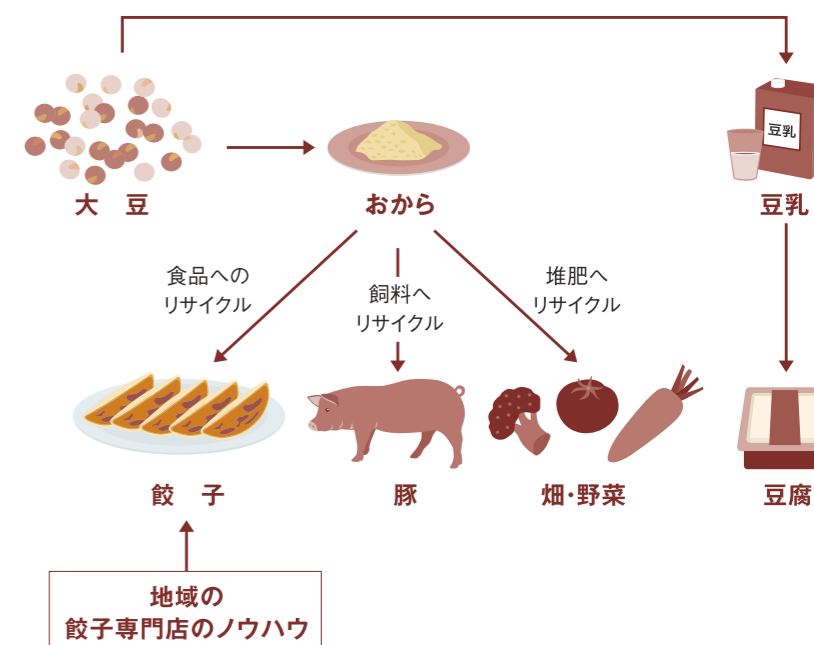 豆乳
大 豆
おから
豆乳
食品への
リサイクル
飼料へ
リサイクル
堆肥へ
リサイクル
餃 子
豚
畑・野菜
豆腐
地域の
餃子専門店のノウハウ